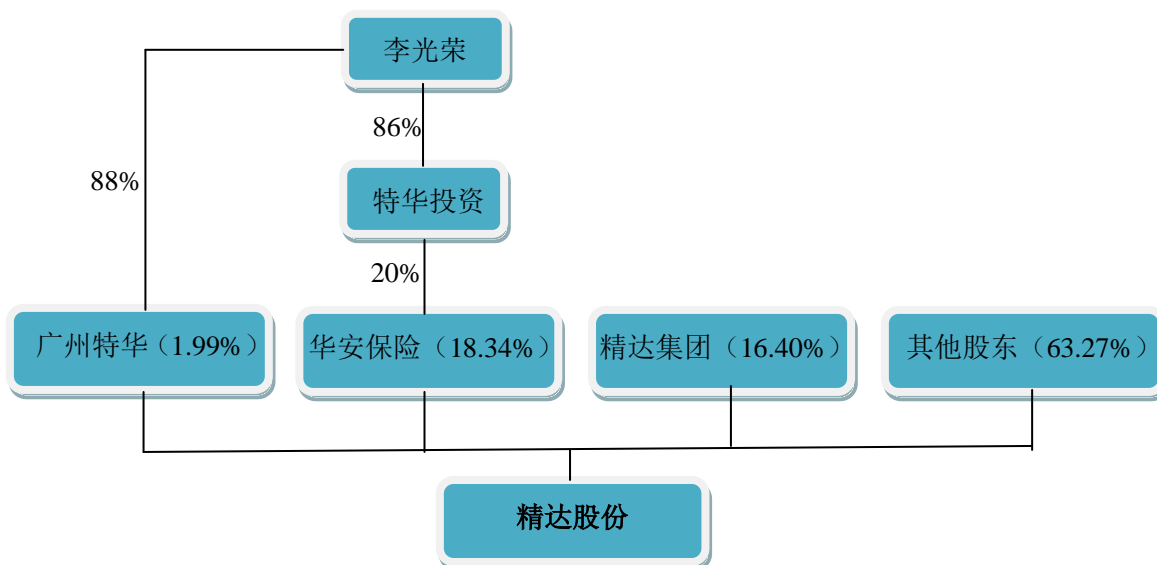 李光荣
86%
88%
特华投资
20%
广州特华（1.99%）
华安保险（18.34%）
精达集团（16.40%）
其他股东（63.27%）
精达股份